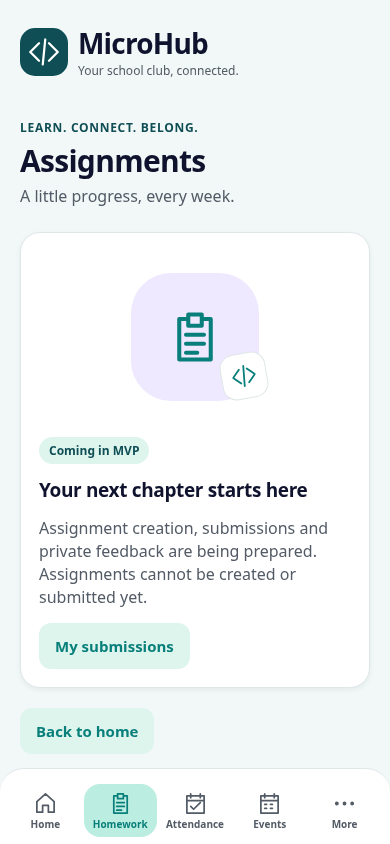 MicroHub
Your school club, connected.
LEARN. CONNECT. BELONG.
Assignments
A little progress, every week.
Coming in MVP
Your next chapter starts here
Assignment creation, submissions and
private feedback are being prepared.
Assignments cannot be created or
submitted yet.
My submissions
Back to home
Home
Homework
Attendance
Events
More